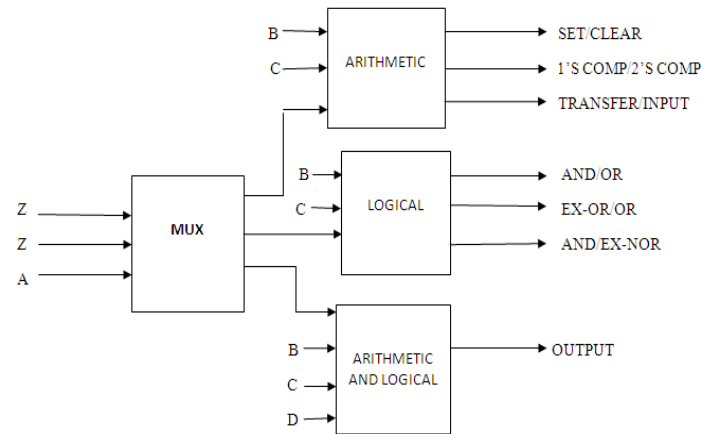 B
SET/CLEAR
ARITHMETIC
C
1'S COMP/2'S COMP
TRANSFER/INPUT
B
AND/OR
Z
C
LOGICAL
EX-OR/OR
MUX
Z
AND/EX-NOR
A
B
OUTPUT
ARITHMETIC
AND LOGICAL
C
D